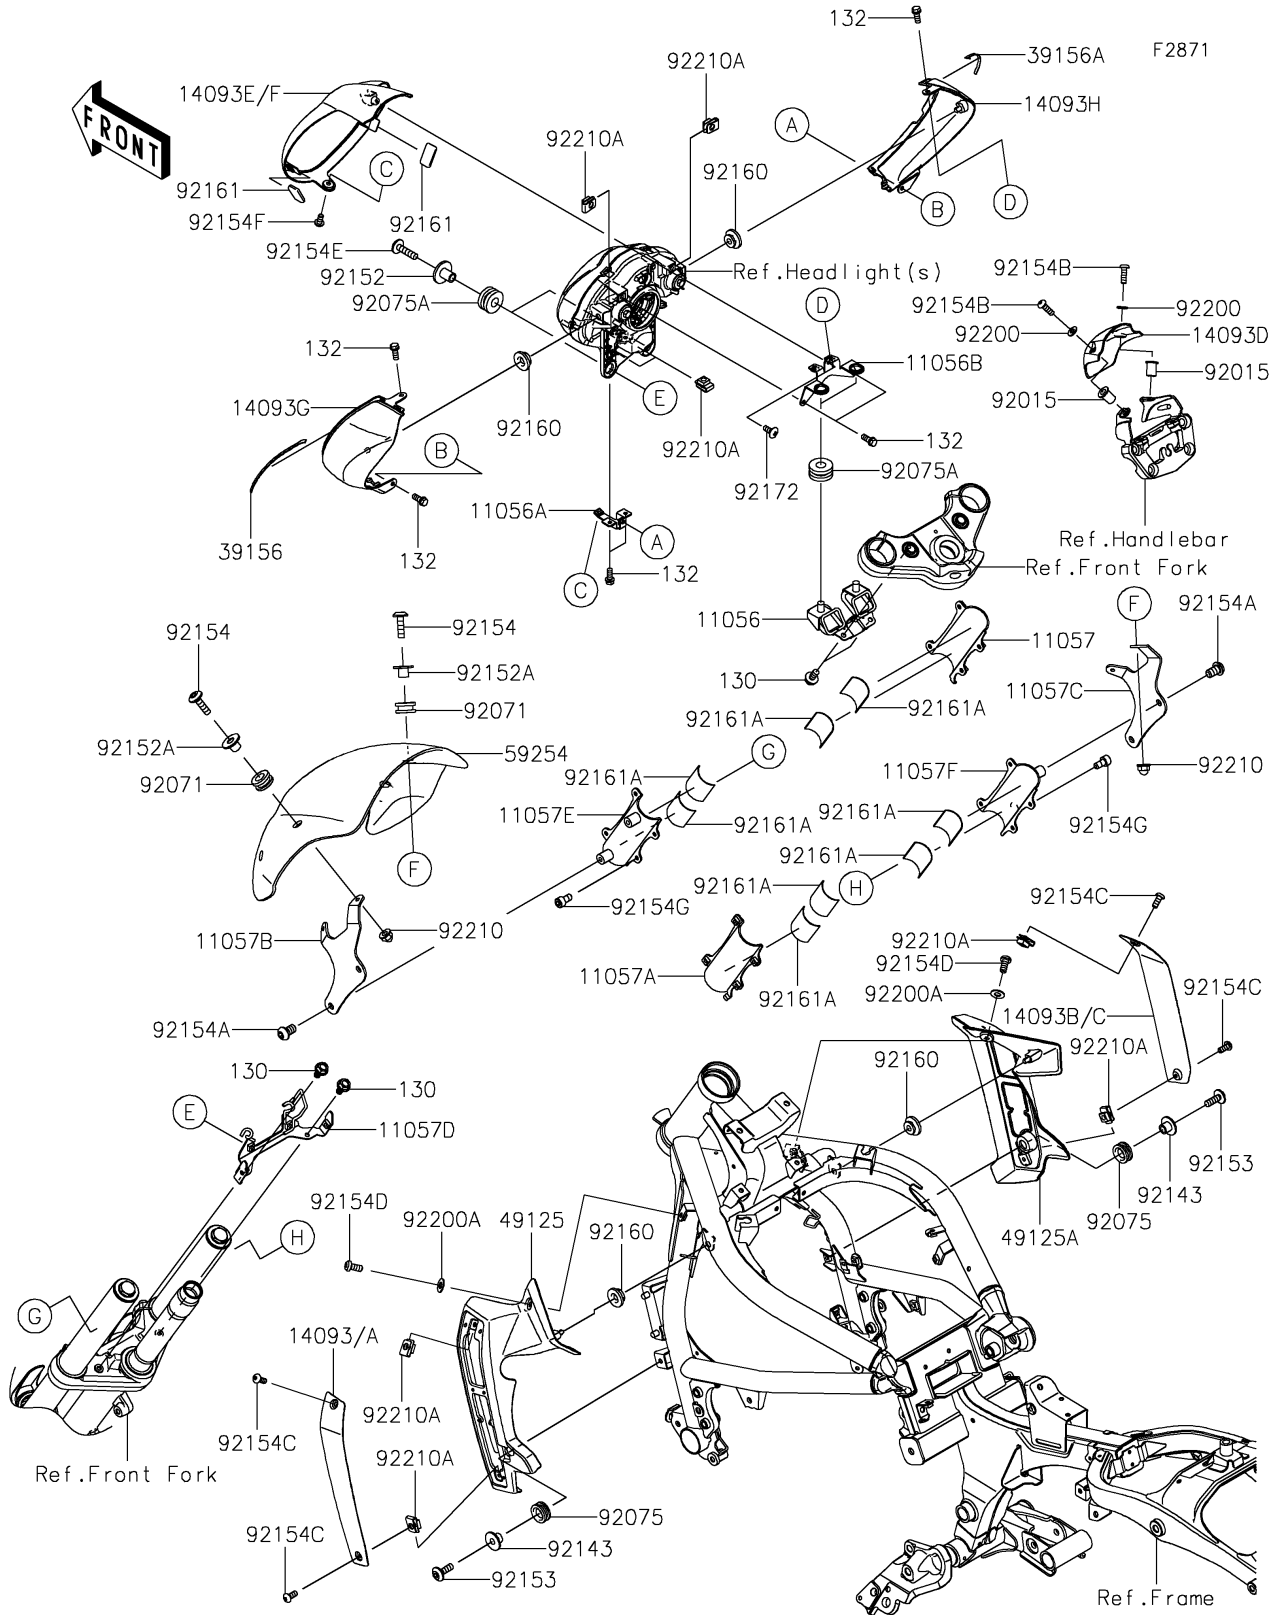 132
39156A
F2871
92210A
14093E/F
14093H
FRONT
A
92210A
92160
C
92161
B
D
92154F
92161
92154E
92154B
Ref.Headlight(s)
92152
92154B
92200
92075A
D
92200
14093D
132
11056B
92015
E
92015
14093G
92160
132
92210A
B
92075A
92172
11056A
39156
132
A
Ref.Handlebar
Ref.Front Fork
C
132
F
92154A
92154
92154
11056
11057
92152A
130
11057C
92161A
92161A
92071
92152A
G
59254
92210
92071
92161A
11057F
11057E
92161A
92161A
92154G
F
92161A
92161A
H
92154C
92154G
92210
92210A
11057B
92154D
11057A
92161A
92200A
92154C
14093B/C
92154A
92160
92210A
130
130
E
11057D
92153
92143
92154D
92200A
49125
92160
92075
H
49125A
G
14093/A
92210A
92154C
92210A
Ref.Front Fork
92075
92154C
92143
92153
Ref.Frame